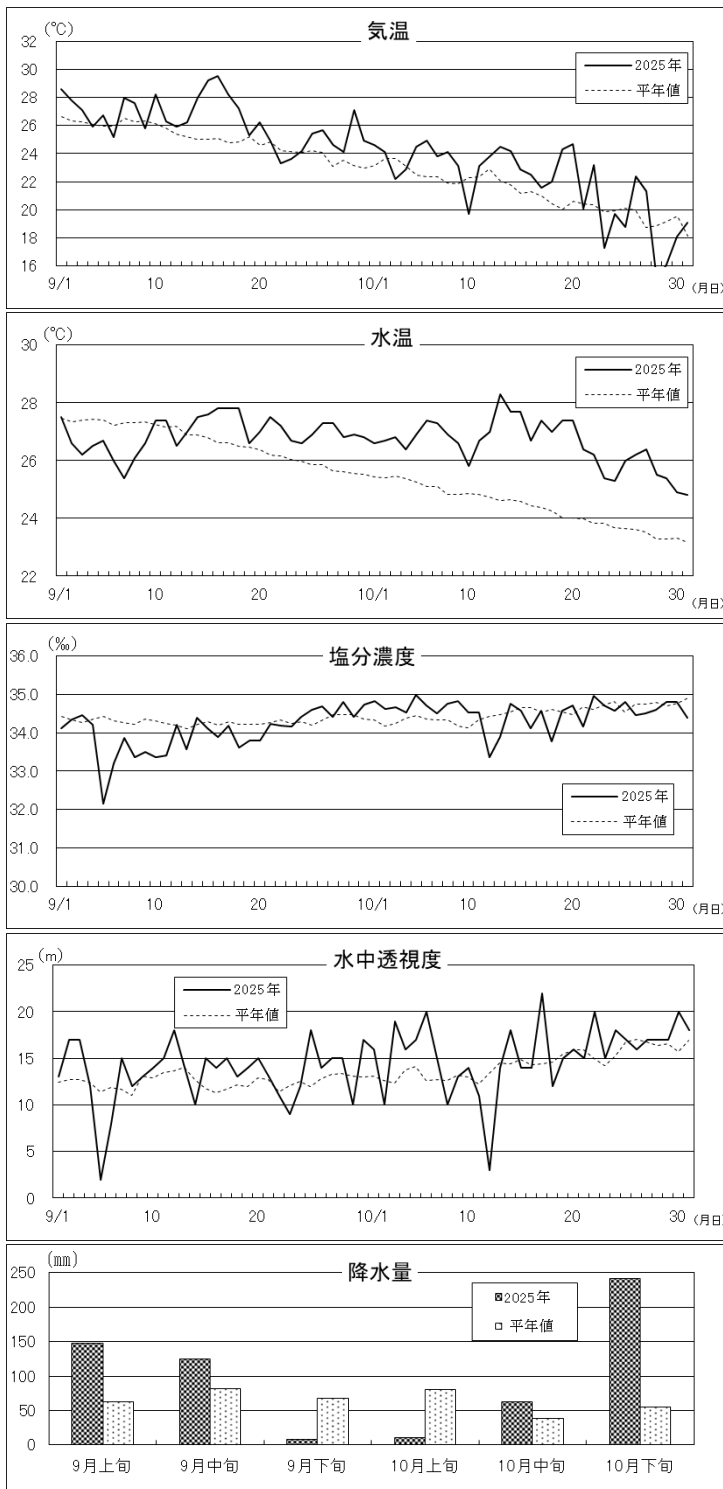 (℃)
気温
32
30
28
26
24
22
20
18
16
2025年
平年値
9/1 10 20 10/1 10 20 30 (月日)
(℃)
水温
30
28
26
24
22
2025年
平年値
9/1 10 20 10/1 10 20 30 (月日)
(‰)
塩分濃度
36.0
35.0
34.0
33.0
32.0
31.0
30.0
2025年
平年値
9/1 10 20 10/1 10 20 30 (月日)
(m)
水中透視度
25
20
15
10
5
0
2025年
平年値
9/1 10 20 10/1 10 20 30 (月日)
(㎜)
降水量
250
200
150
100
50
0
2025年
平年値
9月上旬 9月中旬 9月下旬 10月上旬 10月中旬 10月下旬